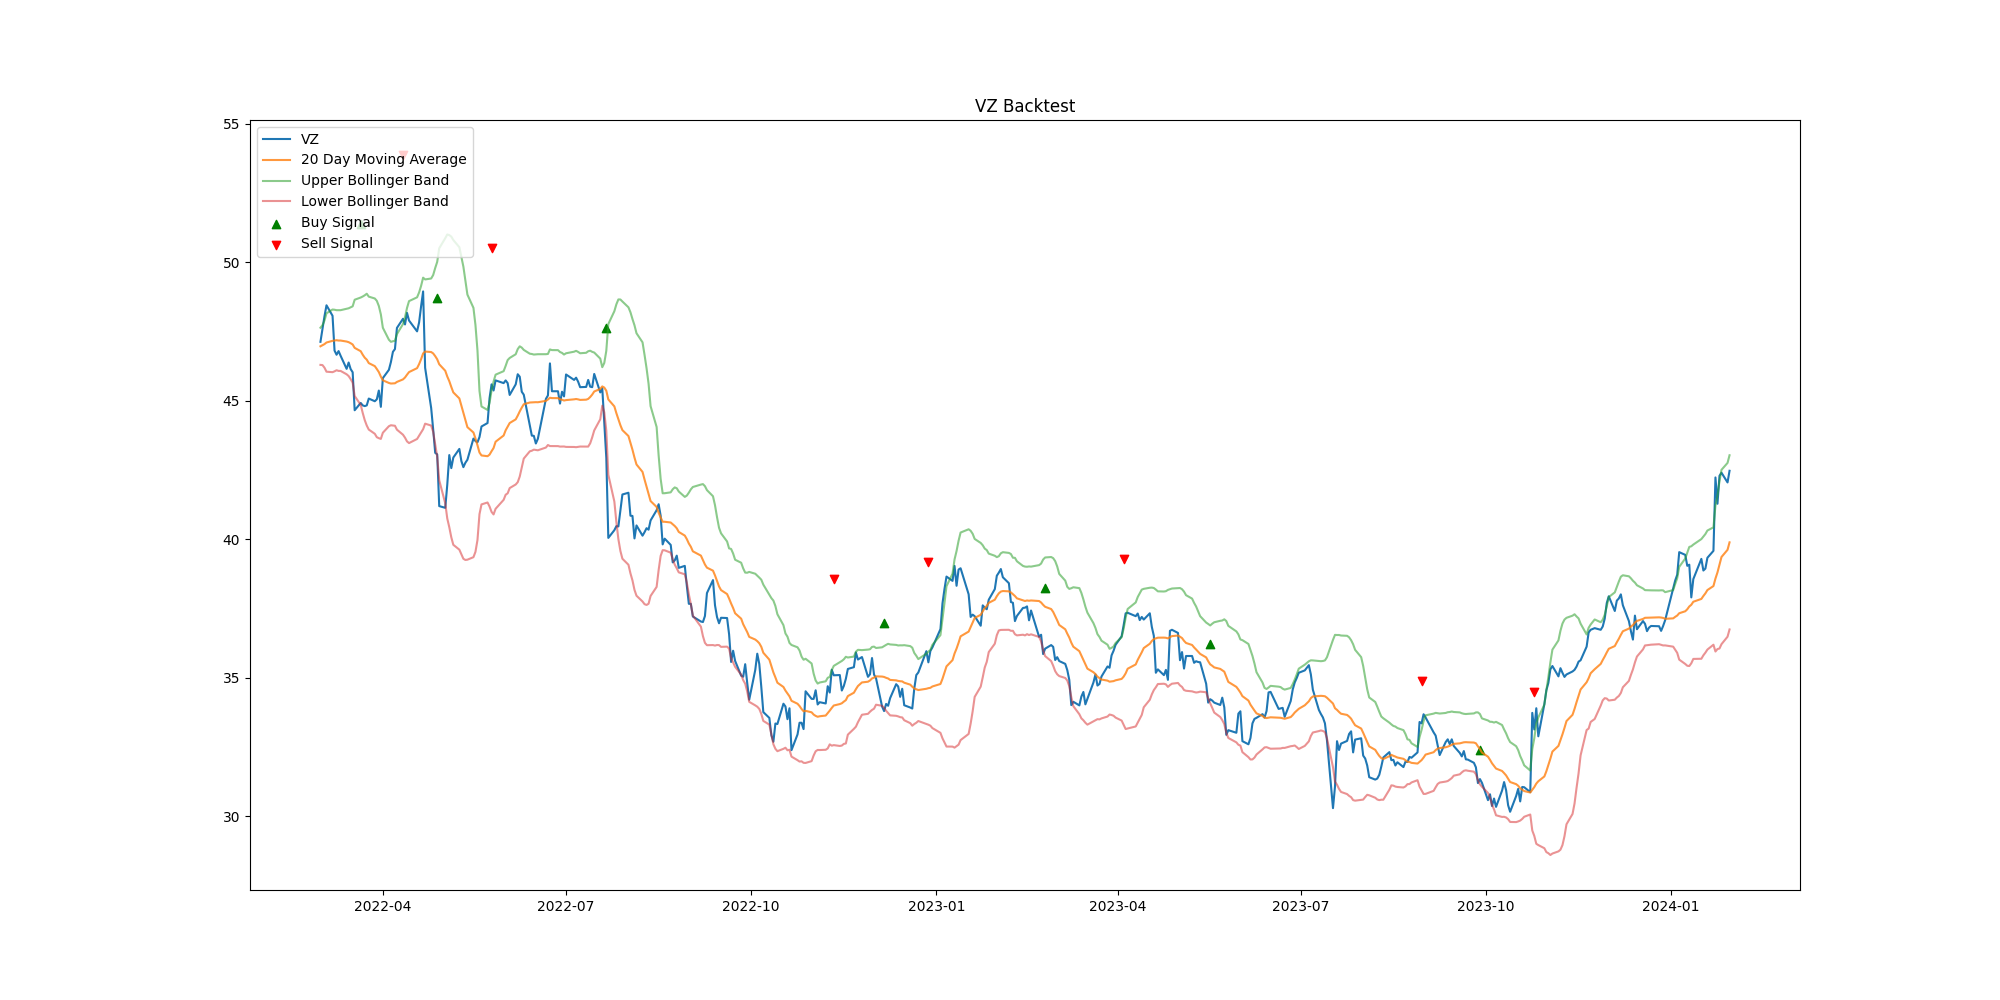 VZ Backtest
55
50
45
40
35
30
VZ
20 Day Moving Average
Upper Bollinger Band
Lower Bollinger Band
Buy Signal
Sell Signal
2022-04 2022-07 2022-10 2023-01 2023-04 2023-07 2023-10 2024-01